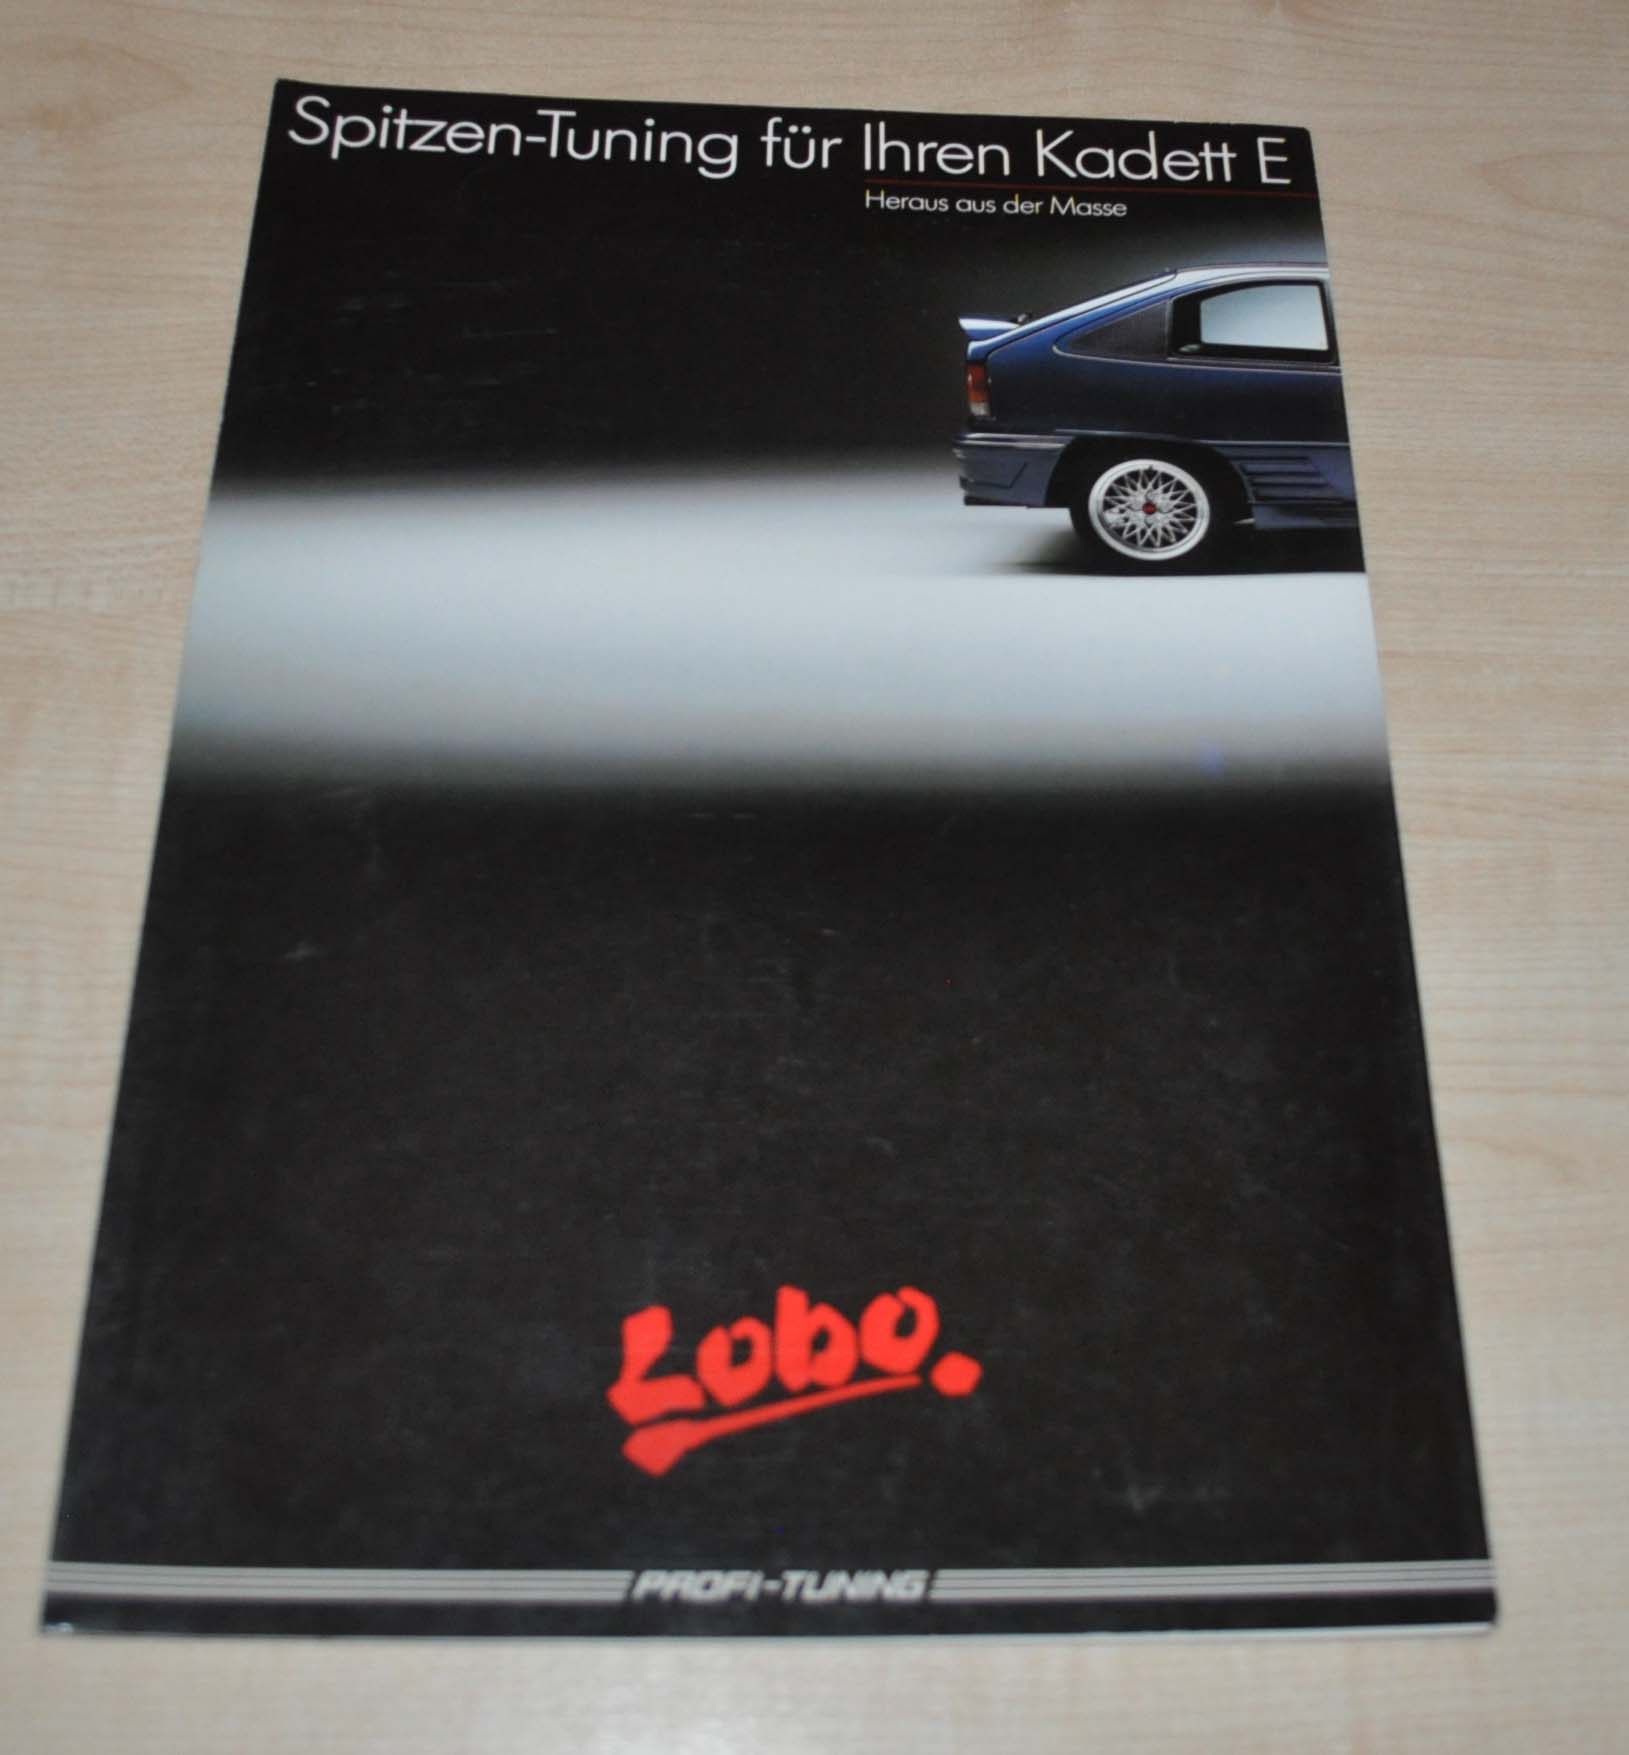 Spitzen-Tuning für Ihren Kadett E
Heraus aus der Masse
Lobo.
PROFI-TUNING